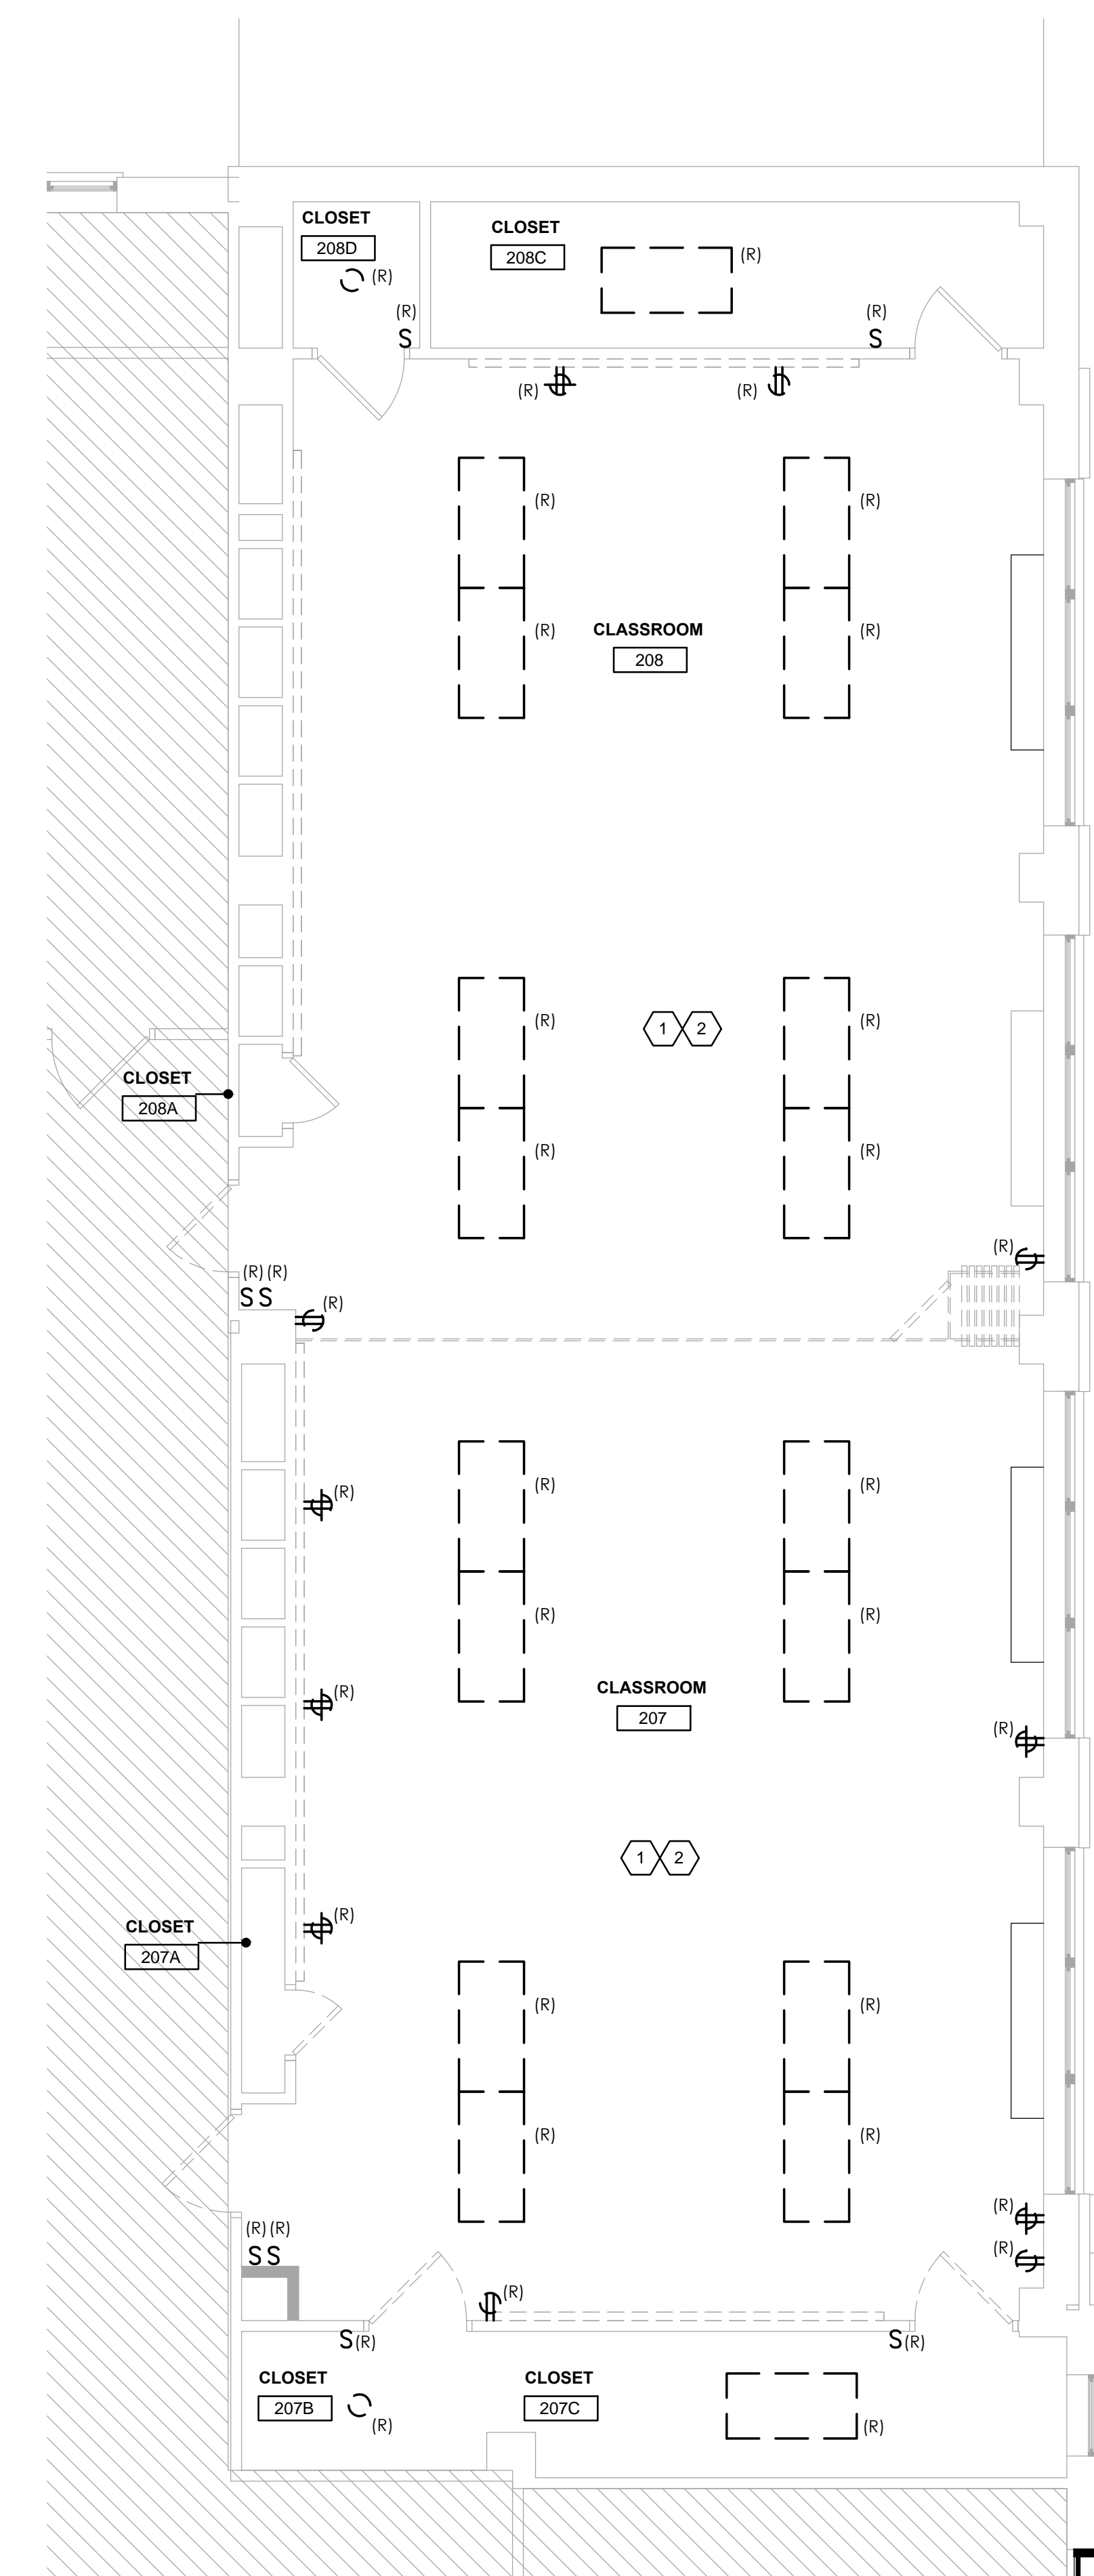 CLOSET
208D
(R)
(R)
CLOSET
208C
(R)
(R)
S
S
(R)
(R)
(R)
(R)
(R)
(R)
CLASSROOM
208
(R)
(R)
1 2
(R)
CLOSET
208A
(R)
(R)
(R)
(R) (R)
S S
(R)
(R)
(R)
(R)
(R)
(R)
CLASSROOM
207
(R)
(R)
1 2
(R)
CLOSET
207A
(R)
(R)
(R)
(R)
(R)
(R) (R)
S S
(R)
(R)
S (R)
S (R)
CLOSET
207B
(R)
CLOSET
207C
(R)